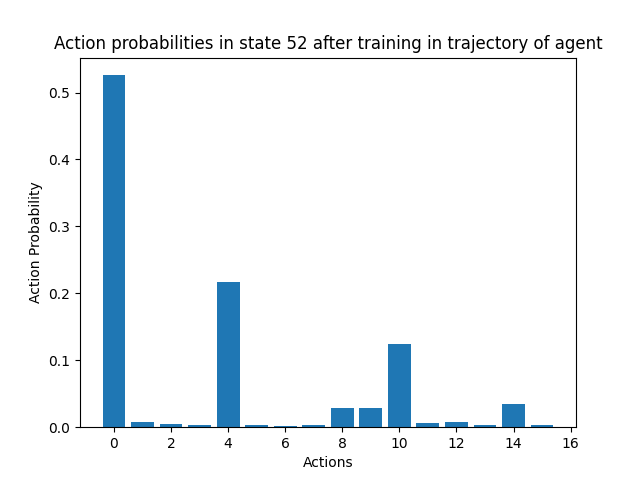 Action probabilities in state 52 after training in trajectory of agent
Action Probability
0.5
0.4
0.3
0.2
0.1
0.0
0 2 4 6 8 10 12 14 16
Actions